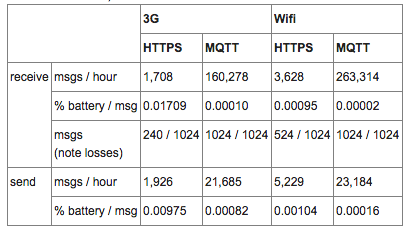 3G Wifi
HTTPS MQTT HTTPS MQTT
receive msgs / hour 1,708 160,278 3,628 263,314
% battery / msg 0.01709 0.00010 0.00095 0.00002
msgs 240 / 1024 1024 / 1024 524 / 1024 1024 / 1024
(note losses)
send msgs / hour 1,926 21,685 5,229 23,184
% battery / msg 0.00975 0.00082 0.00104 0.00016